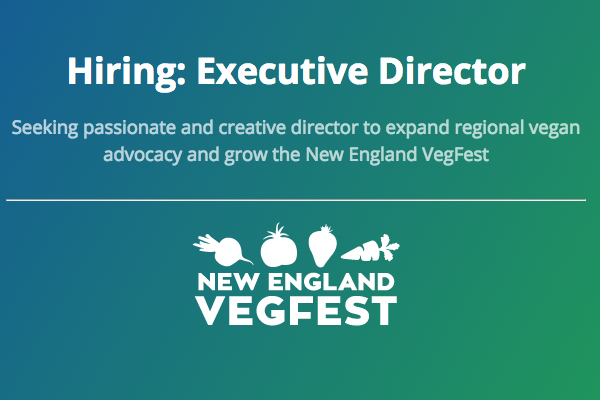 Hiring: Executive Director
Seeking passionate and creative director to expand regional vegan
advocacy and grow the New England VegFest
NEW ENGLAND
VEGFEST